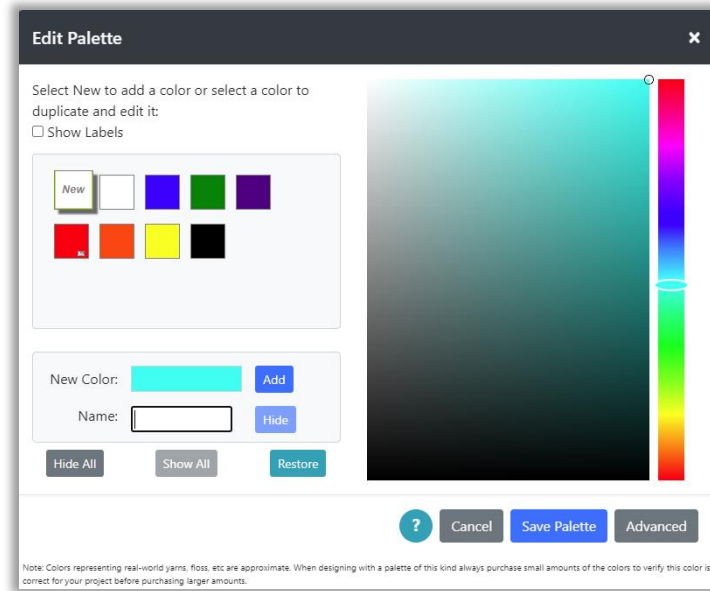 Edit Palette
×
Select New to add a color or select a color to
duplicate and edit it:
Show Labels
New
New Color:
Add
Name:
Hide
Hide All
Show All
Restore
?
Cancel
Save Palette
Advanced
Note: Colors representing real-world yarns, floss, etc are approximate. When designing with a palette of this kind always purchase small amounts of the colors to verify this color is
correct for your project before purchasing larger amounts.